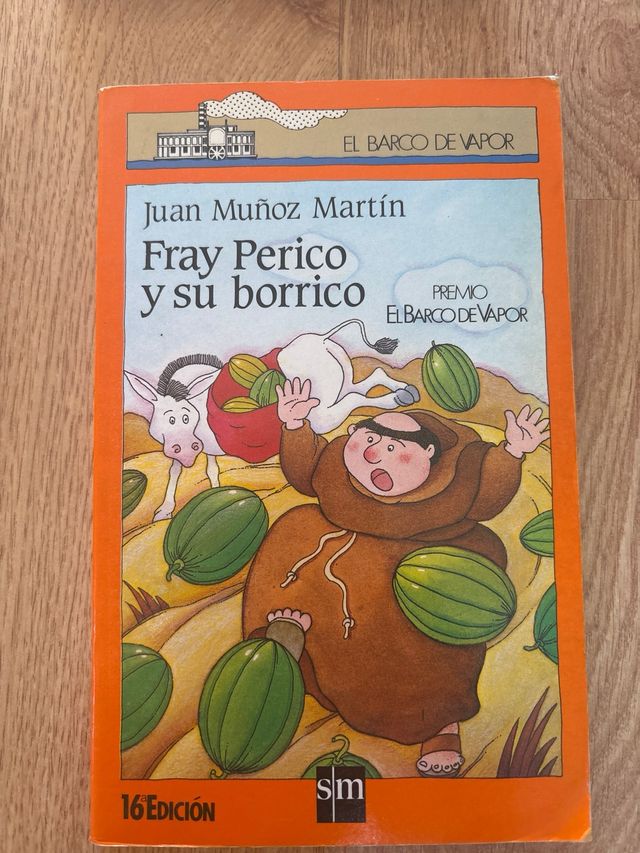 EL BARCO DE VAPOR
Juan Muñoz Martín
Fray Perico
y su borrico
PREMIO
EL BARCO DE VAPOR
16ª EDICIÓN
sm